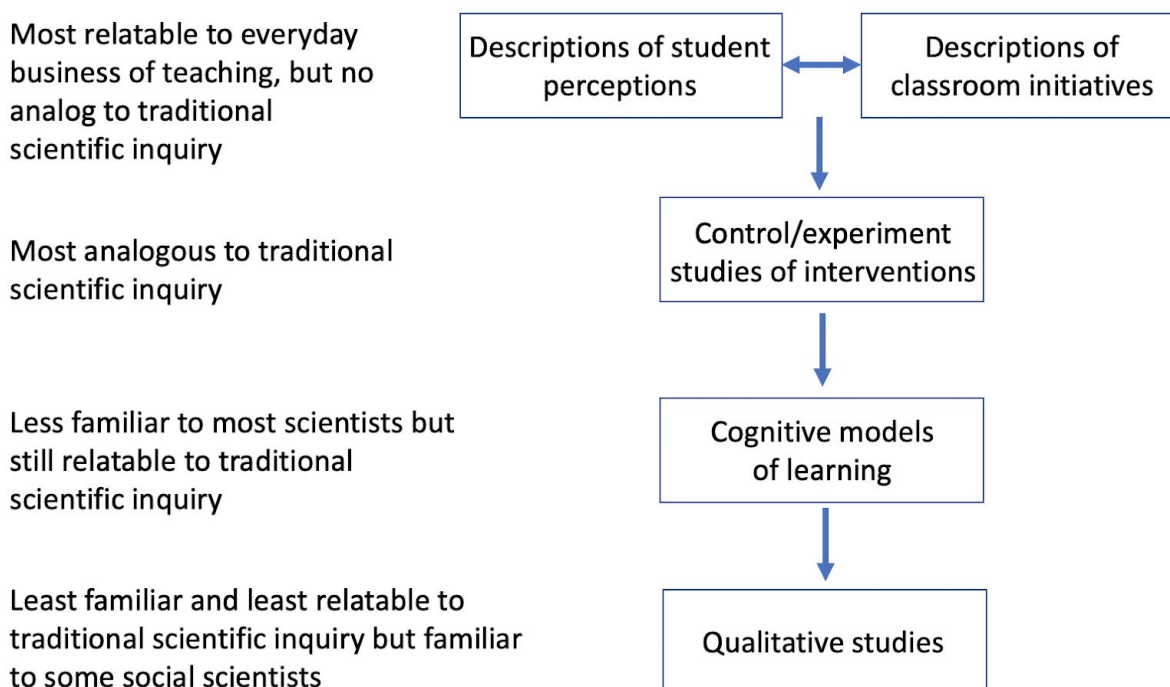 Most relatable to everyday
business of teaching, but no
analog to traditional
scientific inquiry
Descriptions of student
perceptions
Descriptions of
classroom initiatives
Most analogous to traditional
scientific inquiry
Control/experiment
studies of interventions
Less familiar to most scientists but
still relatable to traditional
scientific inquiry
Cognitive models
of learning
Least familiar and least relatable to
traditional scientific inquiry but familiar
to some social scientists
Qualitative studies